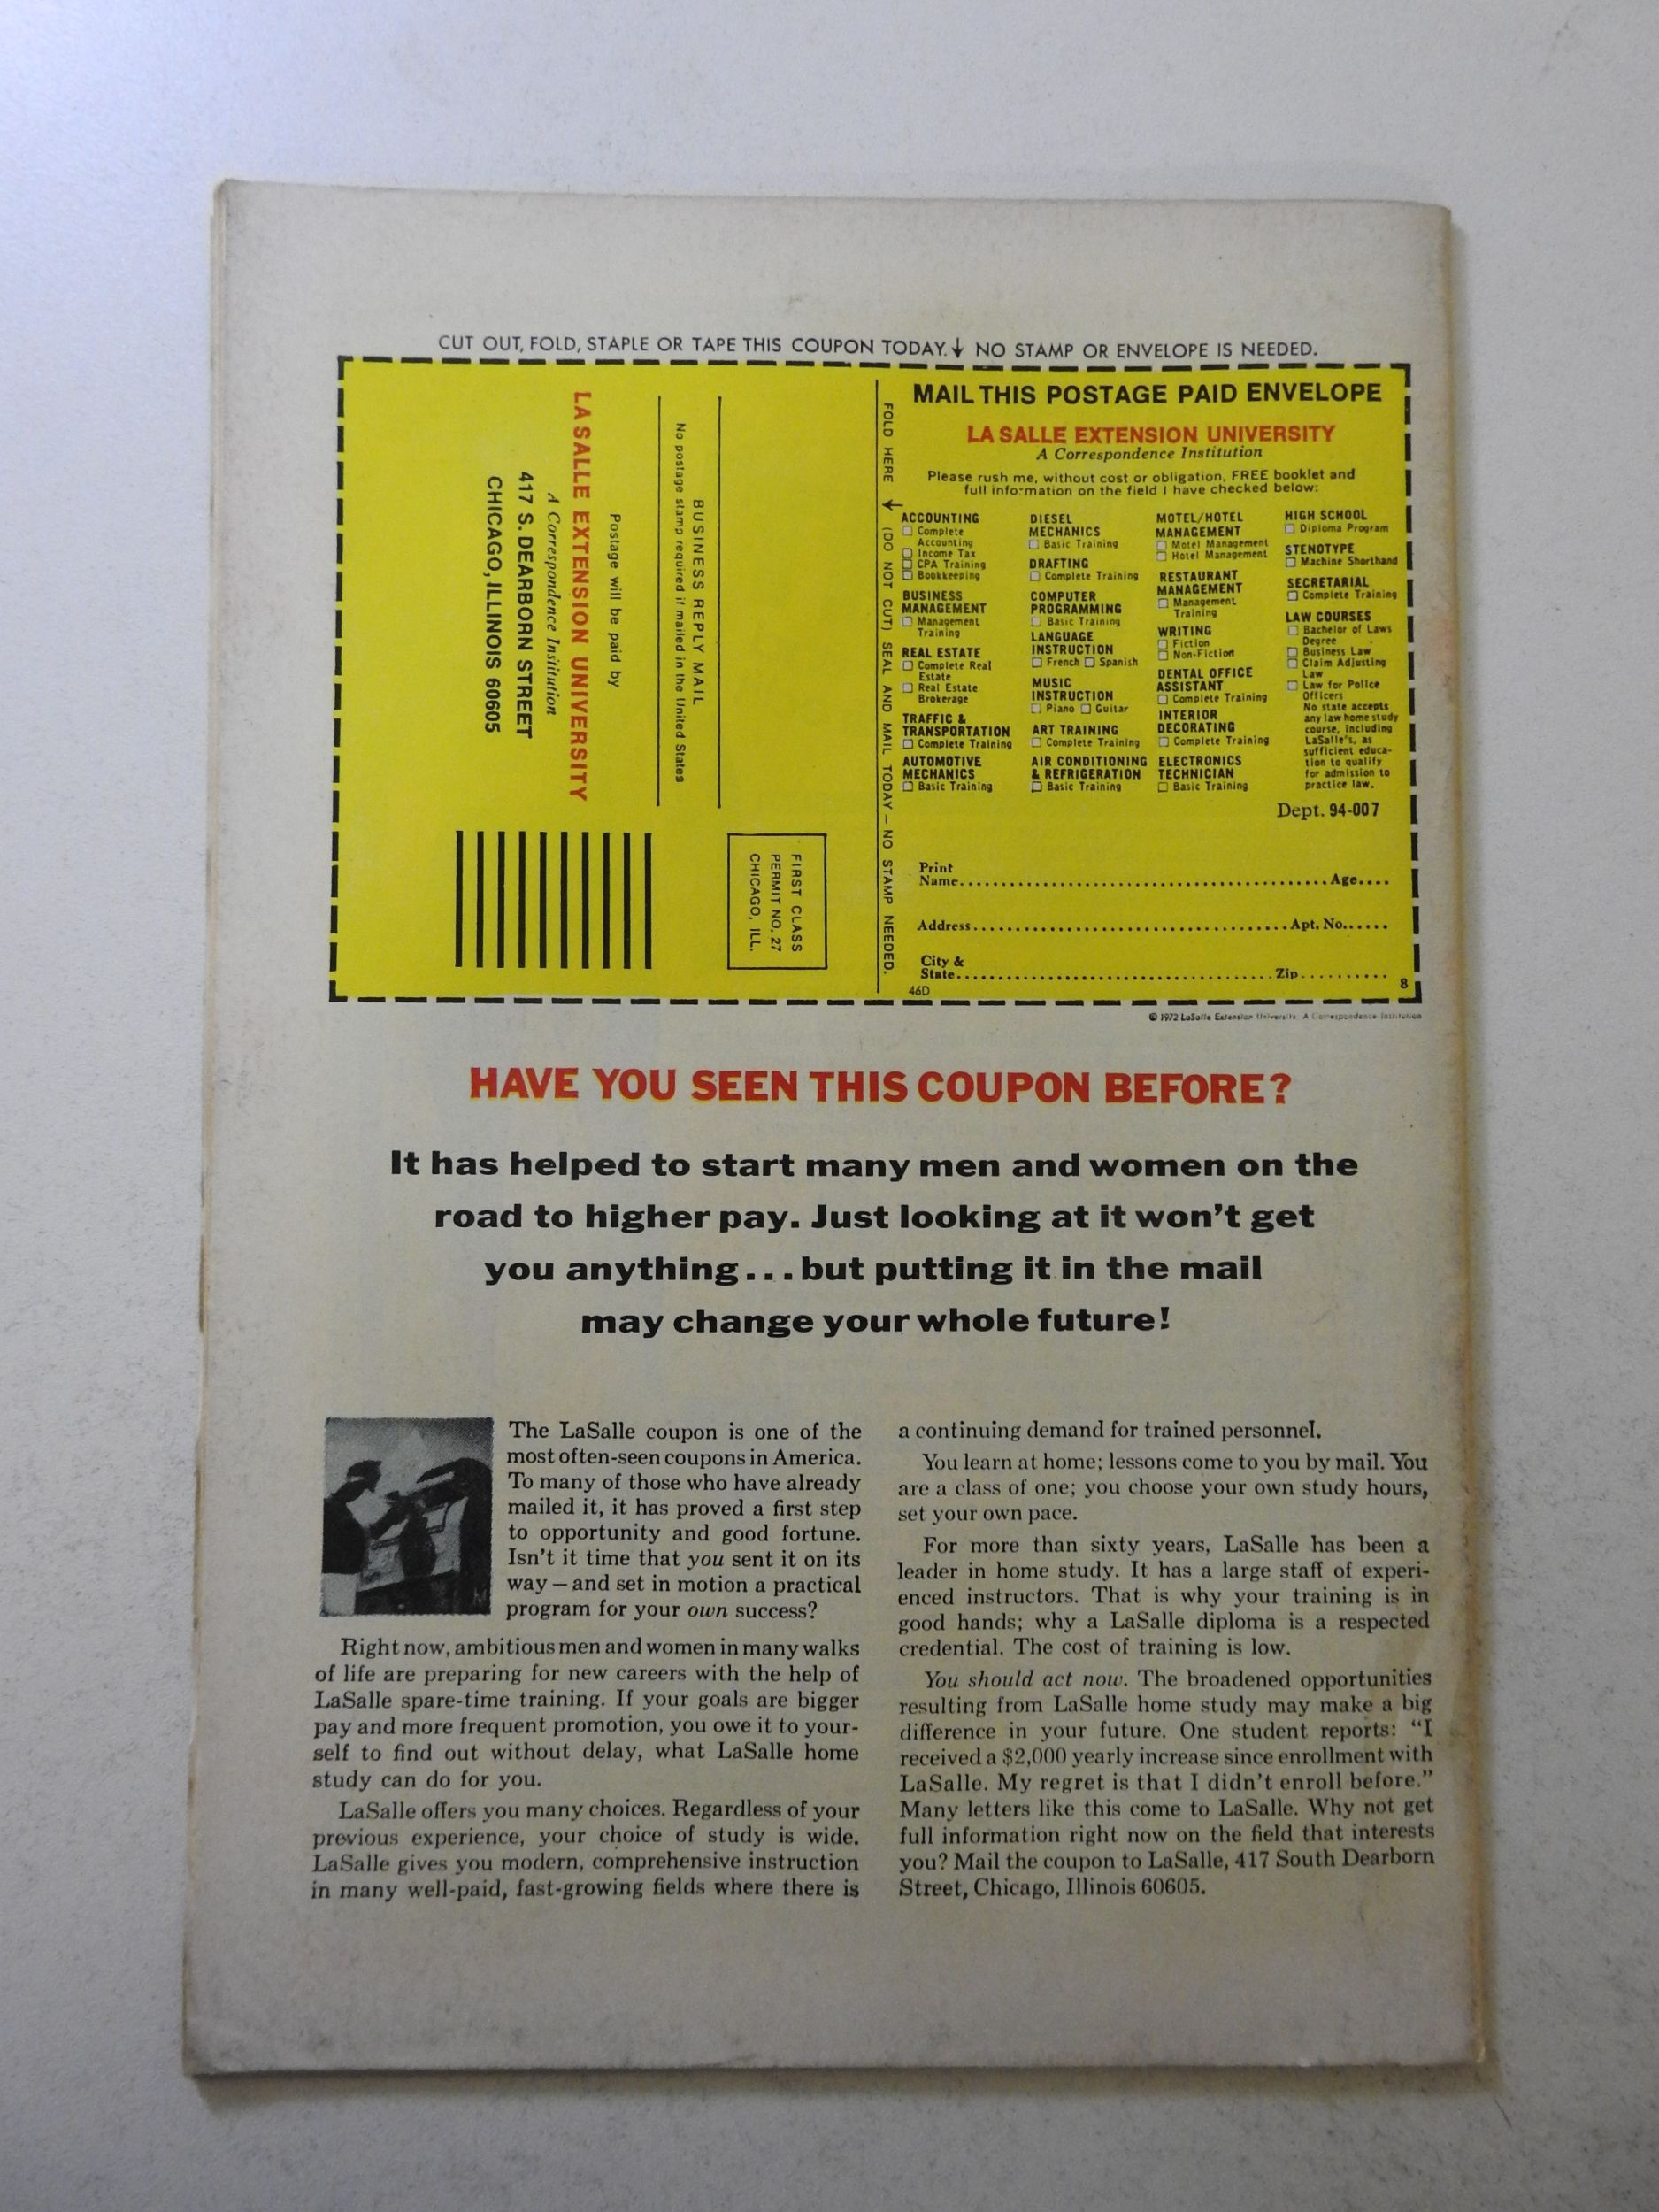 CUT OUT, FOLD, STAPLE OR TAPE THIS COUPON TODAY.↓ NO STAMP OR ENVELOPE IS NEEDED.
BUSINESS REPLY MAIL
No postage stamp required if mailed in the United States
Postage will be paid by
LA SALLE EXTENSION UNIVERSITY
A Correspondence Institution
417 S. DEARBORN STREET
CHICAGO, ILLINOIS 60605
FIRST CLASS
PERMIT NO. 27
CHICAGO, ILL.
FOLD HERE ↓ (DO NOT CUT) SEAL AND MAIL TODAY — NO STAMP NEEDED.
MAIL THIS POSTAGE PAID ENVELOPE
LA SALLE EXTENSION UNIVERSITY
A Correspondence Institution
Please rush me, without cost or obligation, FREE booklet and
full information on the field I have checked below:
ACCOUNTING
☐ Complete
Accounting
☐ Income Tax
☐ CPA Training
☐ Bookkeeping
BUSINESS
MANAGEMENT
☐ Management
Training
REAL ESTATE
☐ Complete Real
Estate
☐ Real Estate
Brokerage
TRAFFIC &
TRANSPORTATION
☐ Complete Training
AUTOMOTIVE
MECHANICS
☐ Basic Training
DIESEL
MECHANICS
☐ Basic Training
DRAFTING
☐ Complete Training
COMPUTER
PROGRAMMING
☐ Basic Training
LANGUAGE
INSTRUCTION
☐ French ☐ Spanish
MUSIC
INSTRUCTION
☐ Piano ☐ Guitar
ART TRAINING
☐ Complete Training
AIR CONDITIONING
& REFRIGERATION
☐ Basic Training
MOTEL/HOTEL
MANAGEMENT
☐ Motel Management
☐ Hotel Management
RESTAURANT
MANAGEMENT
☐ Management
Training
WRITING
☐ Fiction
☐ Non-Fiction
DENTAL OFFICE
ASSISTANT
☐ Complete Training
INTERIOR
DECORATING
☐ Complete Training
ELECTRONICS
TECHNICIAN
☐ Basic Training
HIGH SCHOOL
☐ Diploma Program
STENOTYPE
☐ Machine Shorthand
SECRETARIAL
☐ Complete Training
LAW COURSES
☐ Bachelor of Laws
Degree
☐ Business Law
☐ Claim Adjusting
Law
☐ Law for Police
Officers
No state accepts
any law home study
course, including
LaSalle's, as
sufficient educa-
tion to qualify
for admission to
practice law.
Dept. 94-007
Print
Name.......... Age....
Address.......... Apt. No......
City &
State.......... Zip..........
46D 8
© 1972 LaSalle Extension University. A Correspondence Institution
HAVE YOU SEEN THIS COUPON BEFORE?
It has helped to start many men and women on the
road to higher pay. Just looking at it won't get
you anything...but putting it in the mail
may change your whole future!
The LaSalle coupon is one of the
most often-seen coupons in America.
To many of those who have already
mailed it, it has proved a first step
to opportunity and good fortune.
Isn't it time that you sent it on its
way — and set in motion a practical
program for your own success?
Right now, ambitious men and women in many walks
of life are preparing for new careers with the help of
LaSalle spare-time training. If your goals are bigger
pay and more frequent promotion, you owe it to your-
self to find out without delay, what LaSalle home
study can do for you.
LaSalle offers you many choices. Regardless of your
previous experience, your choice of study is wide.
LaSalle gives you modern, comprehensive instruction
in many well-paid, fast-growing fields where there is
a continuing demand for trained personnel.
You learn at home; lessons come to you by mail. You
are a class of one; you choose your own study hours,
set your own pace.
For more than sixty years, LaSalle has been a
leader in home study. It has a large staff of experi-
enced instructors. That is why your training is in
good hands; why a LaSalle diploma is a respected
credential. The cost of training is low.
You should act now. The broadened opportunities
resulting from LaSalle home study may make a big
difference in your future. One student reports: "I
received a $2,000 yearly increase since enrollment with
LaSalle. My regret is that I didn't enroll before."
Many letters like this come to LaSalle. Why not get
full information right now on the field that interests
you? Mail the coupon to LaSalle, 417 South Dearborn
Street, Chicago, Illinois 60605.